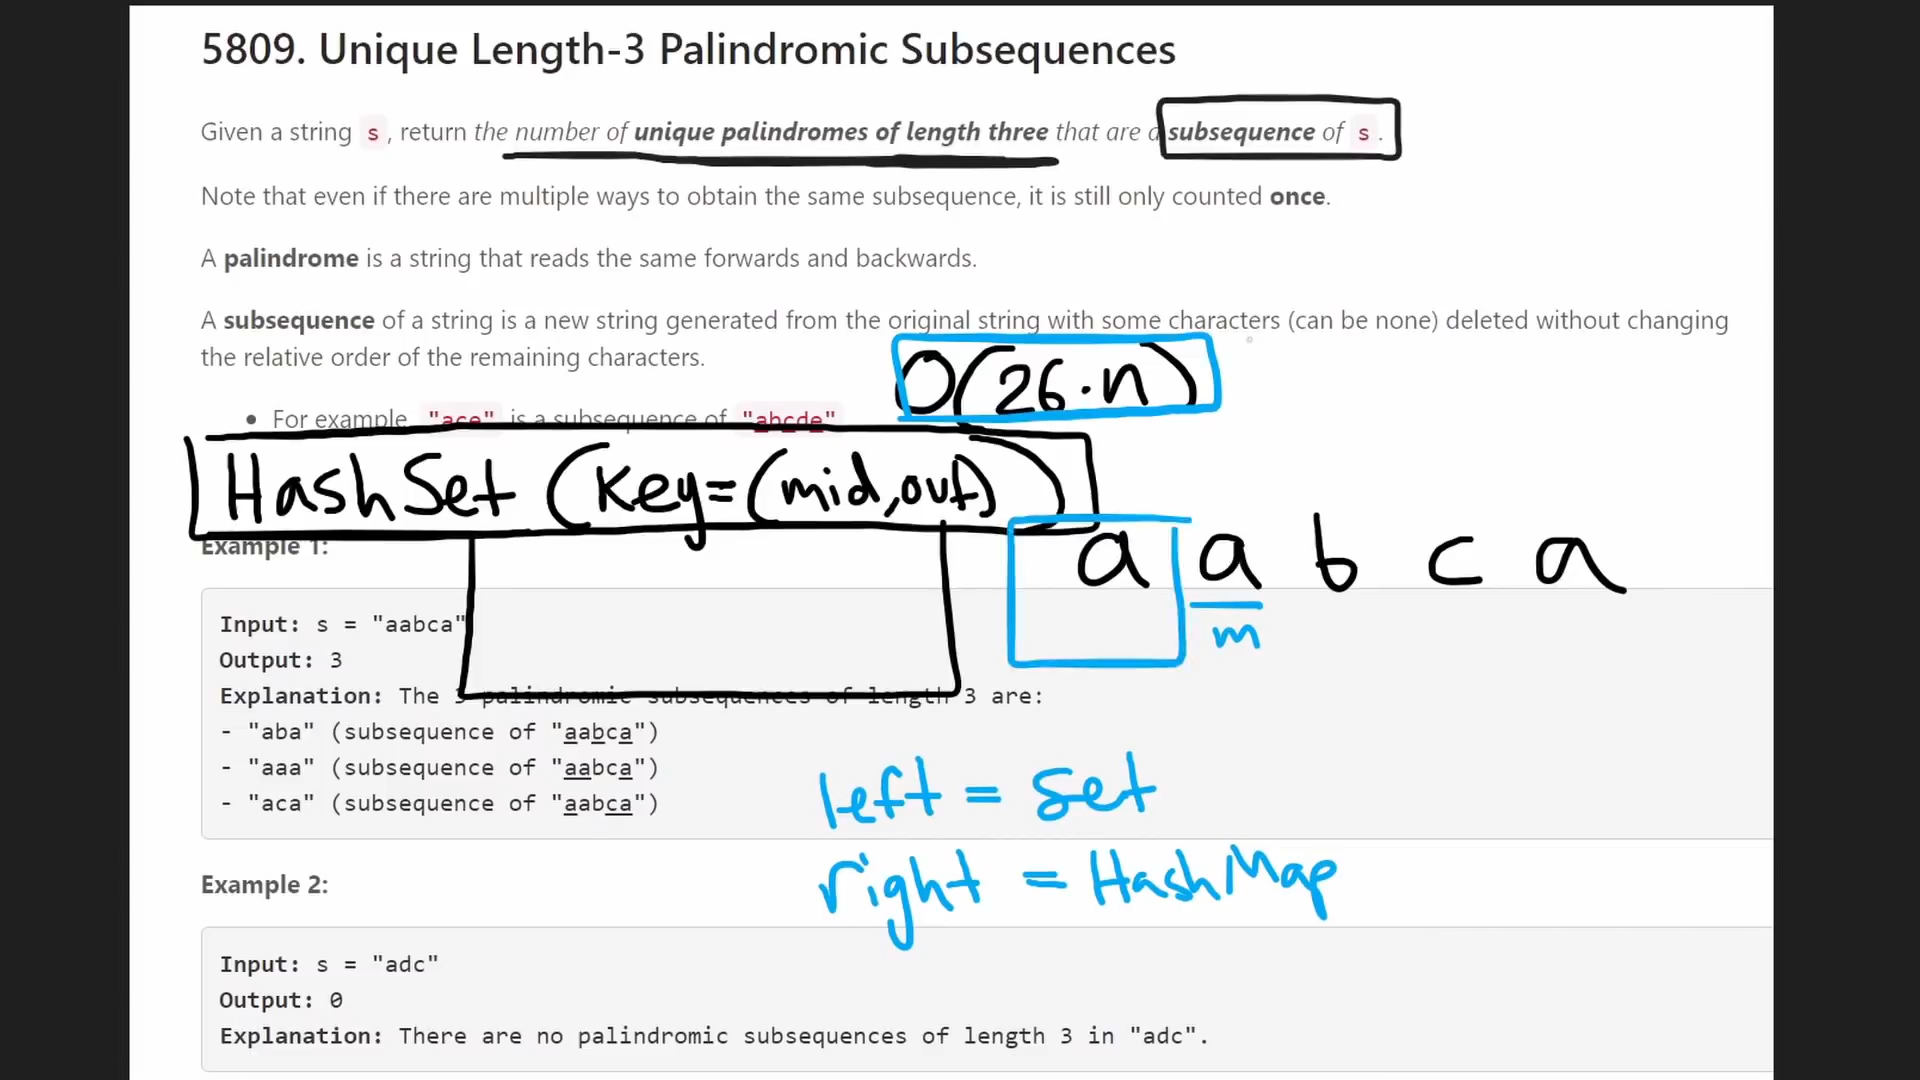 5809. Unique Length-3 Palindromic Subsequences
Given a string s, return the number of unique palindromes of length three that are a subsequence of s.
Note that even if there are multiple ways to obtain the same subsequence, it is still only counted once.
A palindrome is a string that reads the same forwards and backwards.
A subsequence of a string is a new string generated from the original string with some characters (can be none) deleted without changing
the relative order of the remaining characters.
O(26·n)
• For example, "ace" is a subsequence of "abcde"
HashSet (Key=(mid,out))
Example 1:
a a b c a
m
Input: s = "aabca"
Output: 3
Explanation: The 3 palindromic subsequences of length 3 are:
- "aba" (subsequence of "aabca")
- "aaa" (subsequence of "aabca")
- "aca" (subsequence of "aabca")
left = set
right = HashMap
Example 2:
Input: s = "adc"
Output: 0
Explanation: There are no palindromic subsequences of length 3 in "adc".